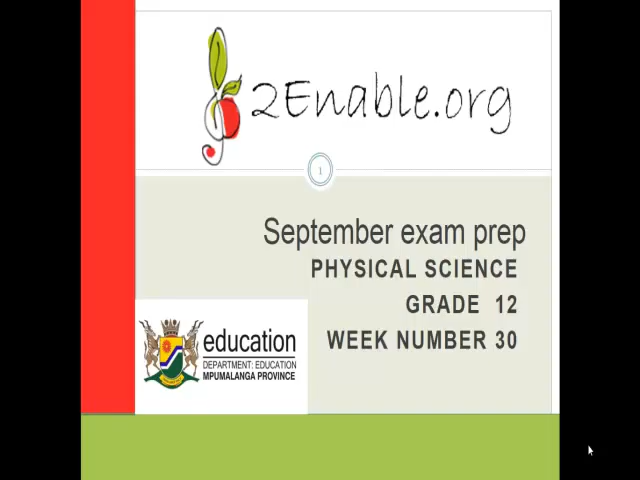 2Enable.org
1
September exam prep
PHYSICAL SCIENCE
GRADE 12
WEEK NUMBER 30
education
DEPARTMENT: EDUCATION
MPUMALANGA PROVINCE